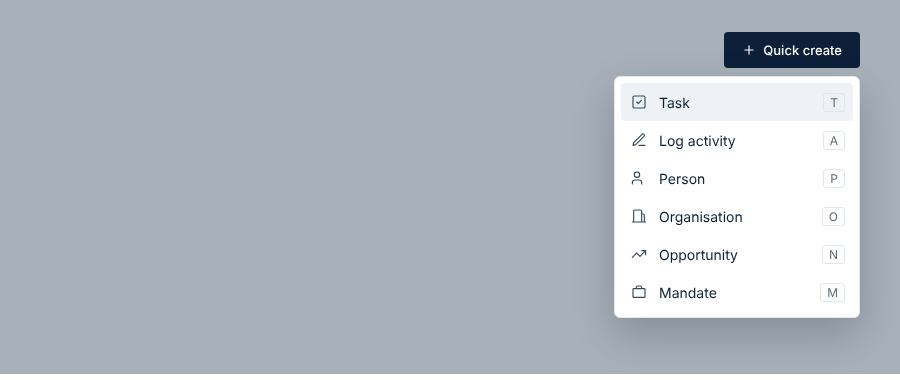 Quick create
Task T
Log activity A
Person P
Organisation O
Opportunity N
Mandate M